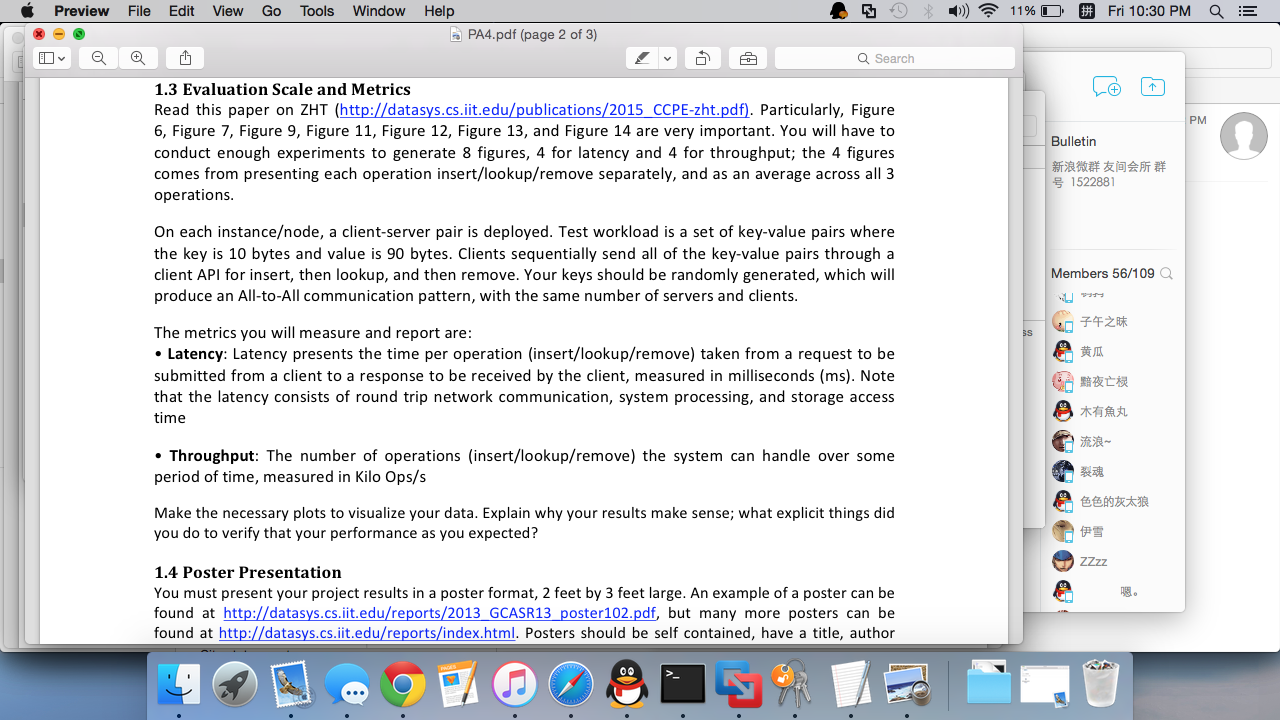 Preview File Edit View Go Tools Window Help
11% 拼 Fri 10:30 PM
PA4.pdf (page 2 of 3)
Search
1.3 Evaluation Scale and Metrics
Read this paper on ZHT (http://datasys.cs.iit.edu/publications/2015_CCPE-zht.pdf). Particularly, Figure
6, Figure 7, Figure 9, Figure 11, Figure 12, Figure 13, and Figure 14 are very important. You will have to
conduct enough experiments to generate 8 figures, 4 for latency and 4 for throughput; the 4 figures
comes from presenting each operation insert/lookup/remove separately, and as an average across all 3
operations.
On each instance/node, a client-server pair is deployed. Test workload is a set of key-value pairs where
the key is 10 bytes and value is 90 bytes. Clients sequentially send all of the key-value pairs through a
client API for insert, then lookup, and then remove. Your keys should be randomly generated, which will
produce an All-to-All communication pattern, with the same number of servers and clients.
The metrics you will measure and report are:
• Latency: Latency presents the time per operation (insert/lookup/remove) taken from a request to be
submitted from a client to a response to be received by the client, measured in milliseconds (ms). Note
that the latency consists of round trip network communication, system processing, and storage access
time
• Throughput: The number of operations (insert/lookup/remove) the system can handle over some
period of time, measured in Kilo Ops/s
Make the necessary plots to visualize your data. Explain why your results make sense; what explicit things did
you do to verify that your performance as you expected?
1.4 Poster Presentation
You must present your project results in a poster format, 2 feet by 3 feet large. An example of a poster can be
found at http://datasys.cs.iit.edu/reports/2013_GCASR13_poster102.pdf, but many more posters can be
found at http://datasys.cs.iit.edu/reports/index.html. Posters should be self contained, have a title, author
PM
Bulletin
新浪微群 友间会所 群
号 1522881
Members 56/109
子午之昧
黄瓜
黯夜亡棂
木有魚丸
流浪~
裂魂
色色的灰太狼
伊雪
ZZzz
嗯。
ss
PAGES
>_